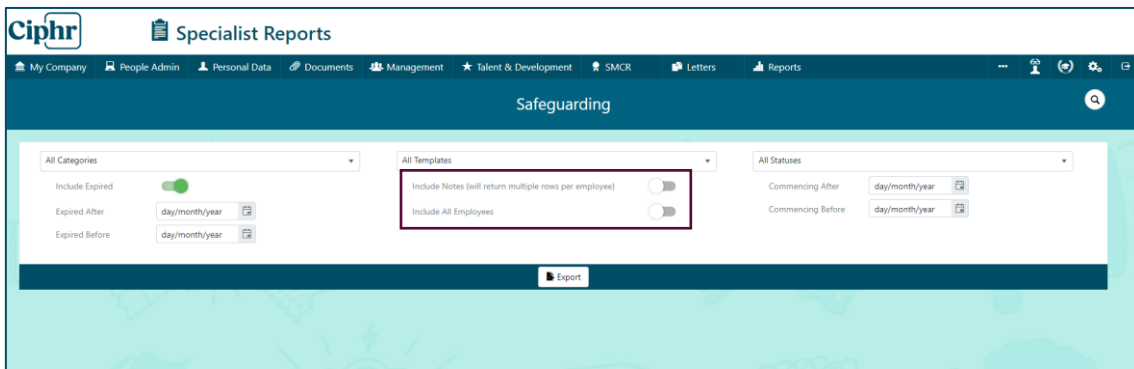 Ciphr
Specialist Reports
My Company People Admin Personal Data Documents Management Talent & Development SMCR Letters Reports
Safeguarding
All Categories All Templates All Statuses
Include Expired Include Notes (will return multiple rows per employee) Commencing After day/month/year
Expired After day/month/year Include All Employees Commencing Before day/month/year
Expired Before day/month/year
Export